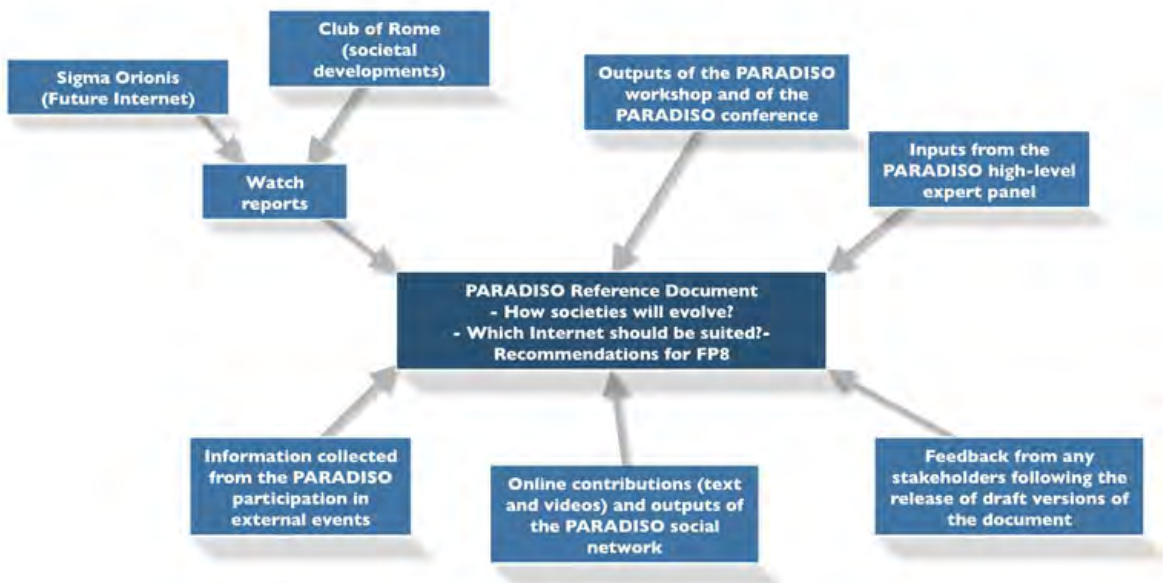 Club of Rome
(societal
developments)
Sigma Orionis
(Future Internet)
Outputs of the PARADISO
workshop and of the
PARADISO conference
Inputs from the
PARADISO high-level
expert panel
Watch
reports
PARADISO Reference Document
- How societies will evolve?
- Which Internet should be suited?-
Recommendations for FP8
Information collected
from the PARADISO
participation in
external events
Online contributions (text
and videos) and outputs of
the PARADISO social
network
Feedback from any
stakeholders following the
release of draft versions of
the document